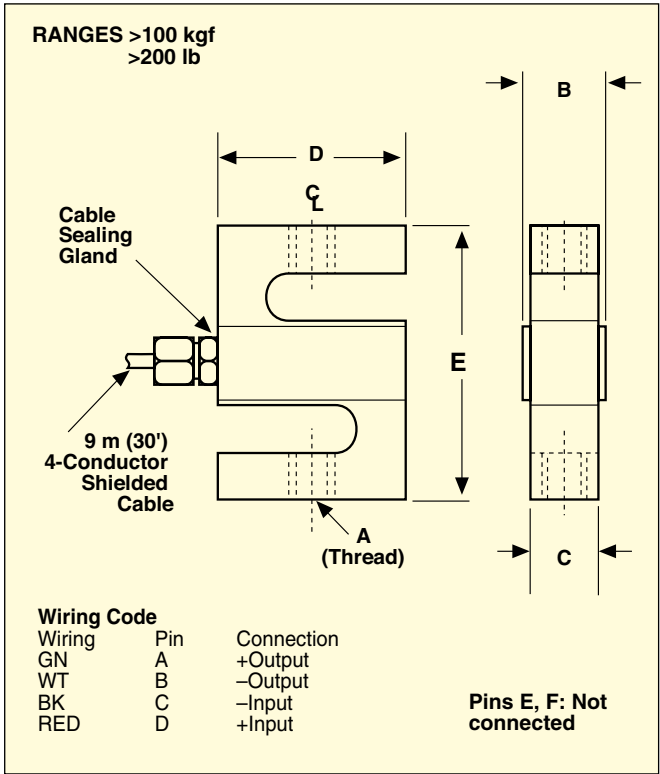 RANGES >100 kgf
>200 lb
B
D
C
L
Cable
Sealing
Gland
E
9 m (30')
4-Conductor
Shielded
Cable
A
(Thread)
C
Wiring Code
Wiring Pin Connection
GN A +Output
WT B –Output
BK C –Input
RED D +Input
Pins E, F: Not
connected